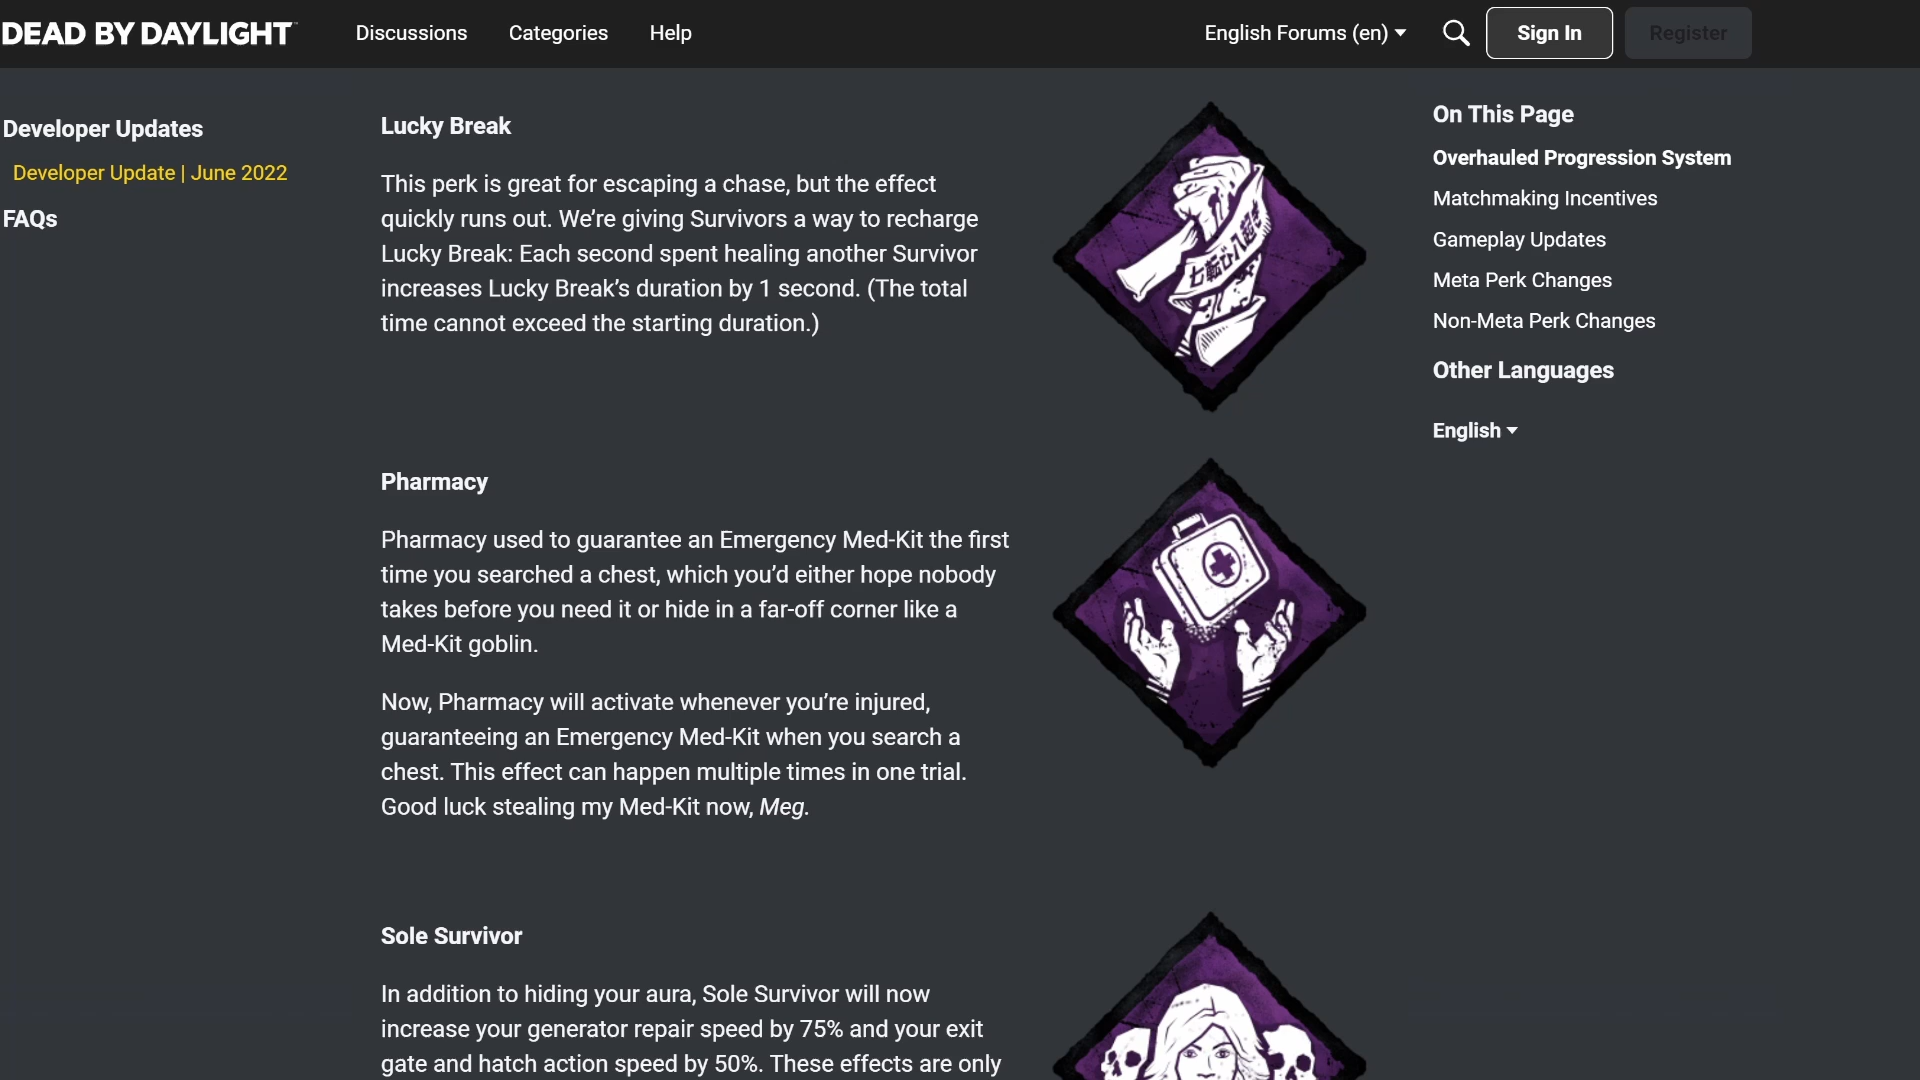 DEAD BY DAYLIGHT™
Discussions
Categories
Help
English Forums (en)
Sign In
Register
Developer Updates
Developer Update | June 2022
FAQs
Lucky Break
This perk is great for escaping a chase, but the effect
quickly runs out. We’re giving Survivors a way to recharge
Lucky Break: Each second spent healing another Survivor
increases Lucky Break’s duration by 1 second. (The total
time cannot exceed the starting duration.)
七転び八起き
Pharmacy
Pharmacy used to guarantee an Emergency Med-Kit the first
time you searched a chest, which you’d either hope nobody
takes before you need it or hide in a far-off corner like a
Med-Kit goblin.
Now, Pharmacy will activate whenever you’re injured,
guaranteeing an Emergency Med-Kit when you search a
chest. This effect can happen multiple times in one trial.
Good luck stealing my Med-Kit now, Meg.
Sole Survivor
In addition to hiding your aura, Sole Survivor will now
increase your generator repair speed by 75% and your exit
gate and hatch action speed by 50%. These effects are only
On This Page
Overhauled Progression System
Matchmaking Incentives
Gameplay Updates
Meta Perk Changes
Non-Meta Perk Changes
Other Languages
English